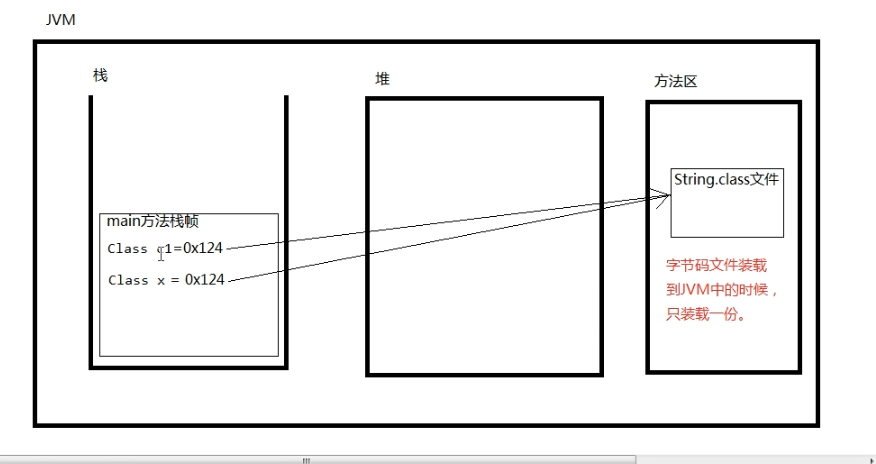 JVM
栈
堆
方法区
String.class文件
main方法栈帧
Class c1=0x124
Class x = 0x124
字节码文件装载
到JVM中的时候，
只装载一份。